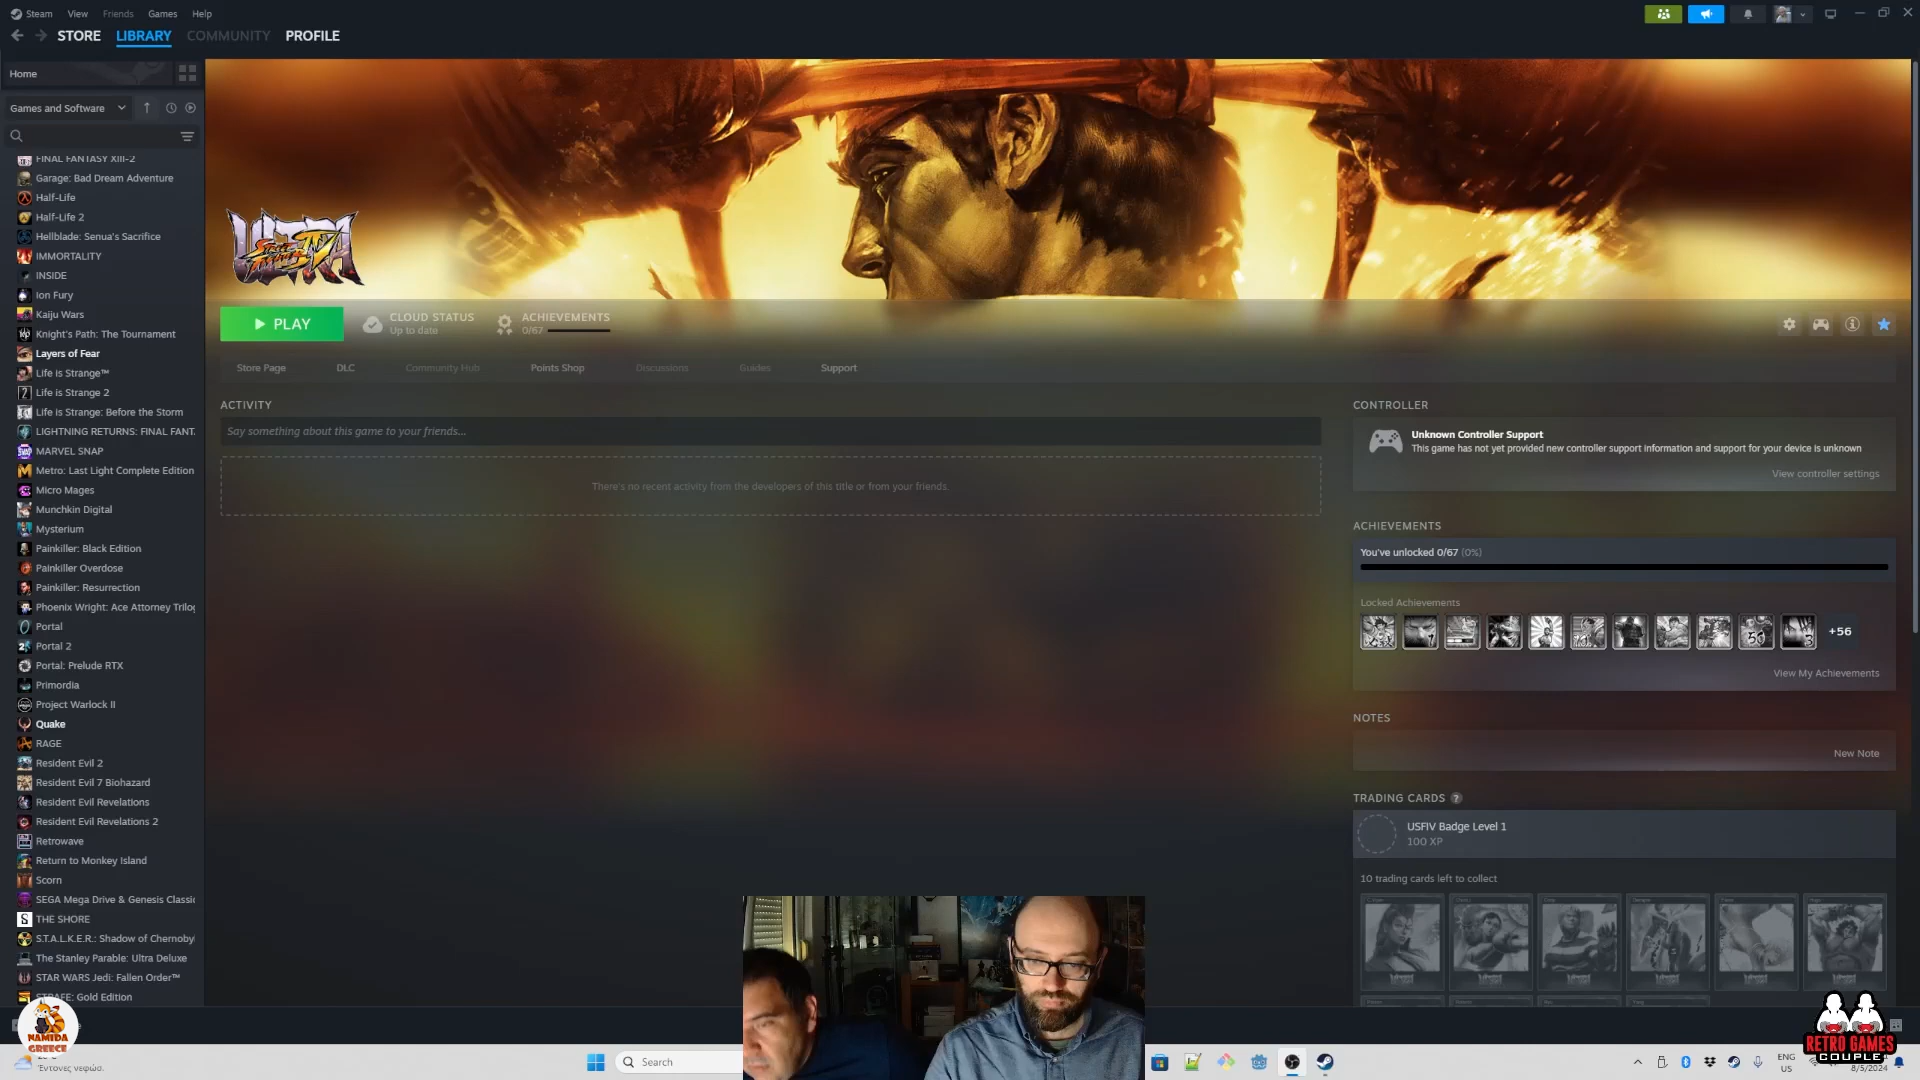 Steam View Friends Games Help
STORE LIBRARY COMMUNITY PROFILE
Home
Games and Software
FINAL FANTASY XIII-2
Garage: Bad Dream Adventure
Half-Life
Half-Life 2
Hellblade: Senua's Sacrifice
IMMORTALITY
INSIDE
Ion Fury
Kaiju Wars
Knight's Path: The Tournament
Layers of Fear
Life is Strange™
Life is Strange 2
Life is Strange: Before the Storm
LIGHTNING RETURNS: FINAL FANT
MARVEL SNAP
Metro: Last Light Complete Edition
Micro Mages
Munchkin Digital
Mysterium
Painkiller: Black Edition
Painkiller Overdose
Painkiller: Resurrection
Phoenix Wright: Ace Attorney Trilog
Portal
Portal 2
Portal: Prelude RTX
Primordia
Project Warlock II
Quake
RAGE
Resident Evil 2
Resident Evil 7 Biohazard
Resident Evil Revelations
Resident Evil Revelations 2
Retrowave
Return to Monkey Island
Scorn
SEGA Mega Drive & Genesis Classic
THE SHORE
S.T.A.L.K.E.R.: Shadow of Chernobyl
The Stanley Parable: Ultra Deluxe
STAR WARS Jedi: Fallen Order™
STRAFE: Gold Edition
ULTRA
STREET FIGHTER IV
PLAY
CLOUD STATUS
Up to date
ACHIEVEMENTS
0/67
Store Page DLC Community Hub Points Shop Discussions Guides Support
ACTIVITY
Say something about this game to your friends...
There's no recent activity from the developers of this title or from your friends.
CONTROLLER
Unknown Controller Support
This game has not yet provided new controller support information and support for your device is unknown
View controller settings
ACHIEVEMENTS
You've unlocked 0/67 (0%)
Locked Achievements
+56
View My Achievements
NOTES
New Note
TRADING CARDS ?
USFIV Badge Level 1
100 XP
10 trading cards left to collect
NAMIDA
GREECE
Έντονες νεφώσ.
Search
ENG
US
8/5/2024
RETRO GAMES
COUPLE